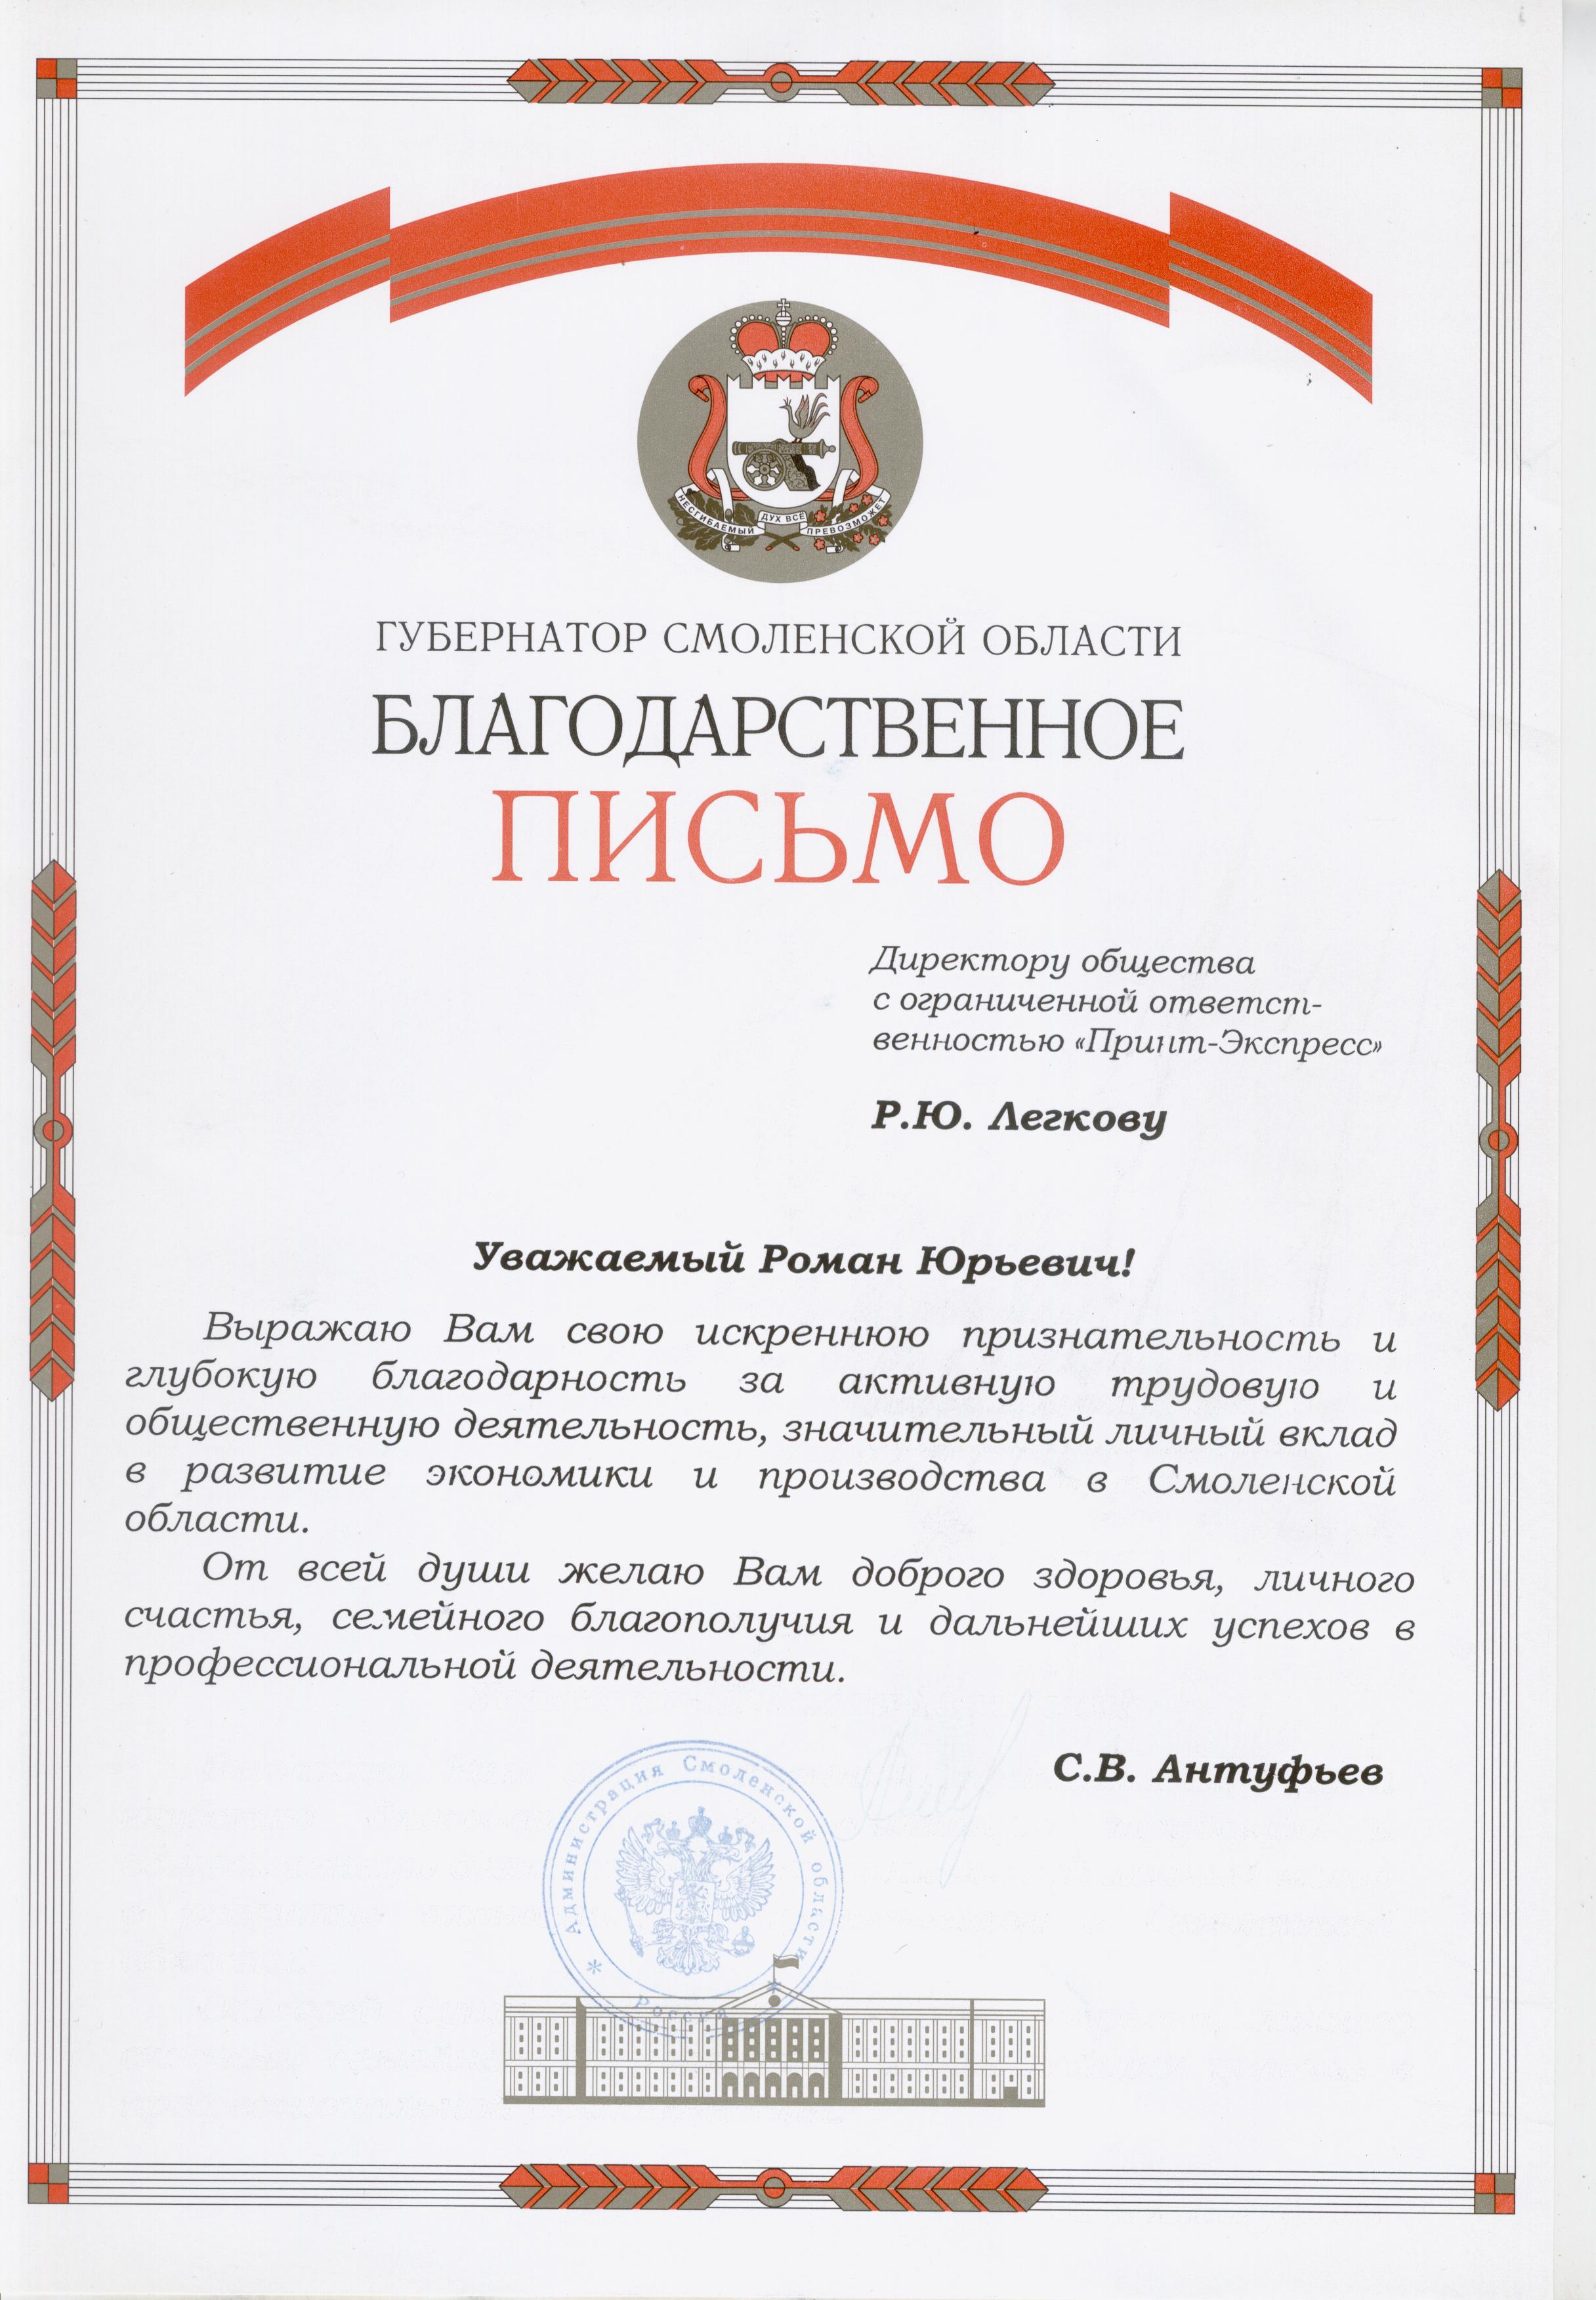 НЕСГИБАЕМЫЙ ДУХ ВСЁ ПРЕВОЗМОЖЕТ
ГУБЕРНАТОР СМОЛЕНСКОЙ ОБЛАСТИ
БЛАГОДАРСТВЕННОЕ
ПИСЬМО
Директору общества
с ограниченной ответст-
венностью «Принт-Экспресс»
Р.Ю. Легкову
Уважаемый Роман Юрьевич!
Выражаю Вам свою искреннюю признательность и
глубокую благодарность за активную трудовую и
общественную деятельность, значительный личный вклад
в развитие экономики и производства в Смоленской
области.
От всей души желаю Вам доброго здоровья, личного
счастья, семейного благополучия и дальнейших успехов в
профессиональной деятельности.
С.В. Антуфьев
Администрация Смоленской области
* Россия *